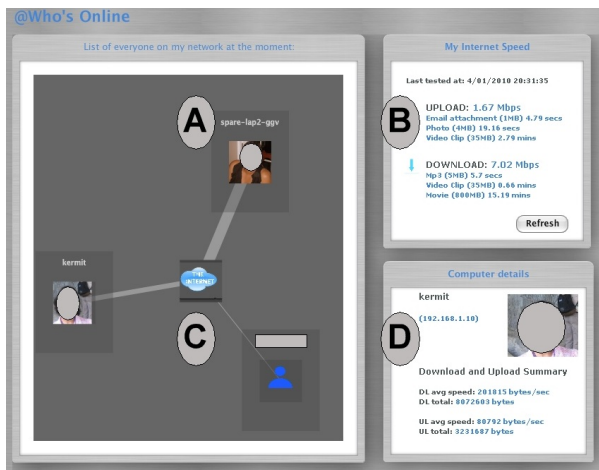 @Who's Online
List of everyone on my network at the moment:
A
spare-lap2-ggv
kermit
THE
INTERNET
C
My Internet Speed
Last tested at: 4/01/2010 20:31:35
B
UPLOAD: 1.67 Mbps
Email attachment (1MB) 4.79 secs
Photo (4MB) 19.16 secs
Video Clip (35MB) 2.79 mins
DOWNLOAD: 7.02 Mbps
Mp3 (5MB) 5.7 secs
Video Clip (35MB) 0.66 mins
Movie (800MB) 15.19 mins
Refresh
Computer details
kermit
(192.168.1.10)
D
Download and Upload Summary
DL avg speed: 201815 bytes/sec
DL total: 8072603 bytes
UL avg speed: 80792 bytes/sec
UL total: 3231687 bytes